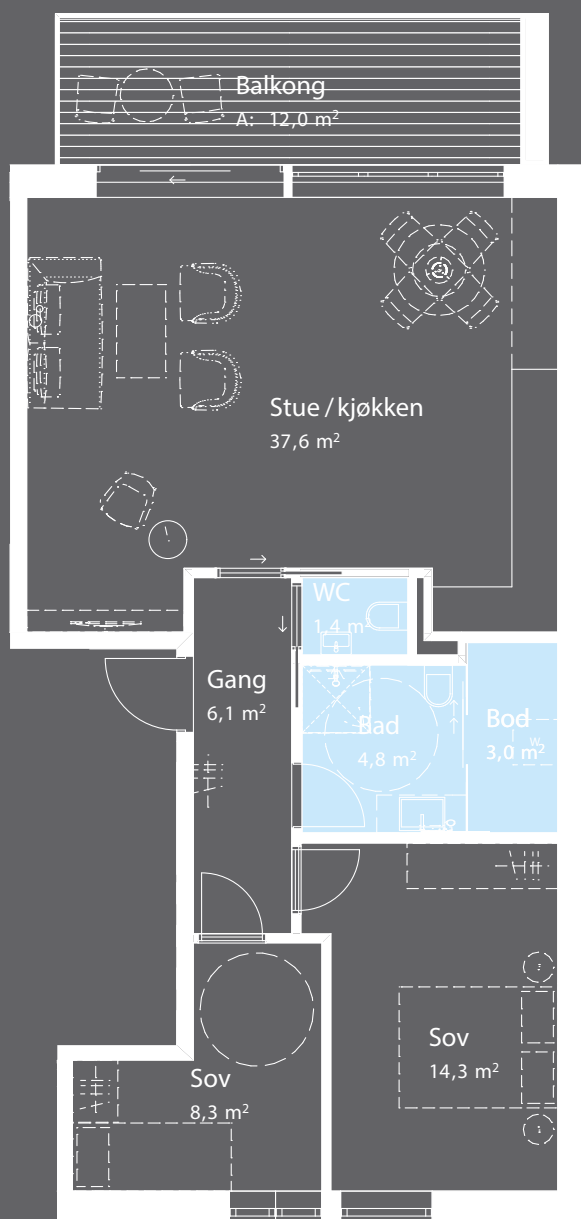 Balkong
A: 12,0 m²
Stue / kjøkken
37,6 m²
WC
1,4 m²
Gang
6,1 m²
Bad
4,8 m²
Bod
3,0 m²
W
Sov
14,3 m²
Sov
8,3 m²